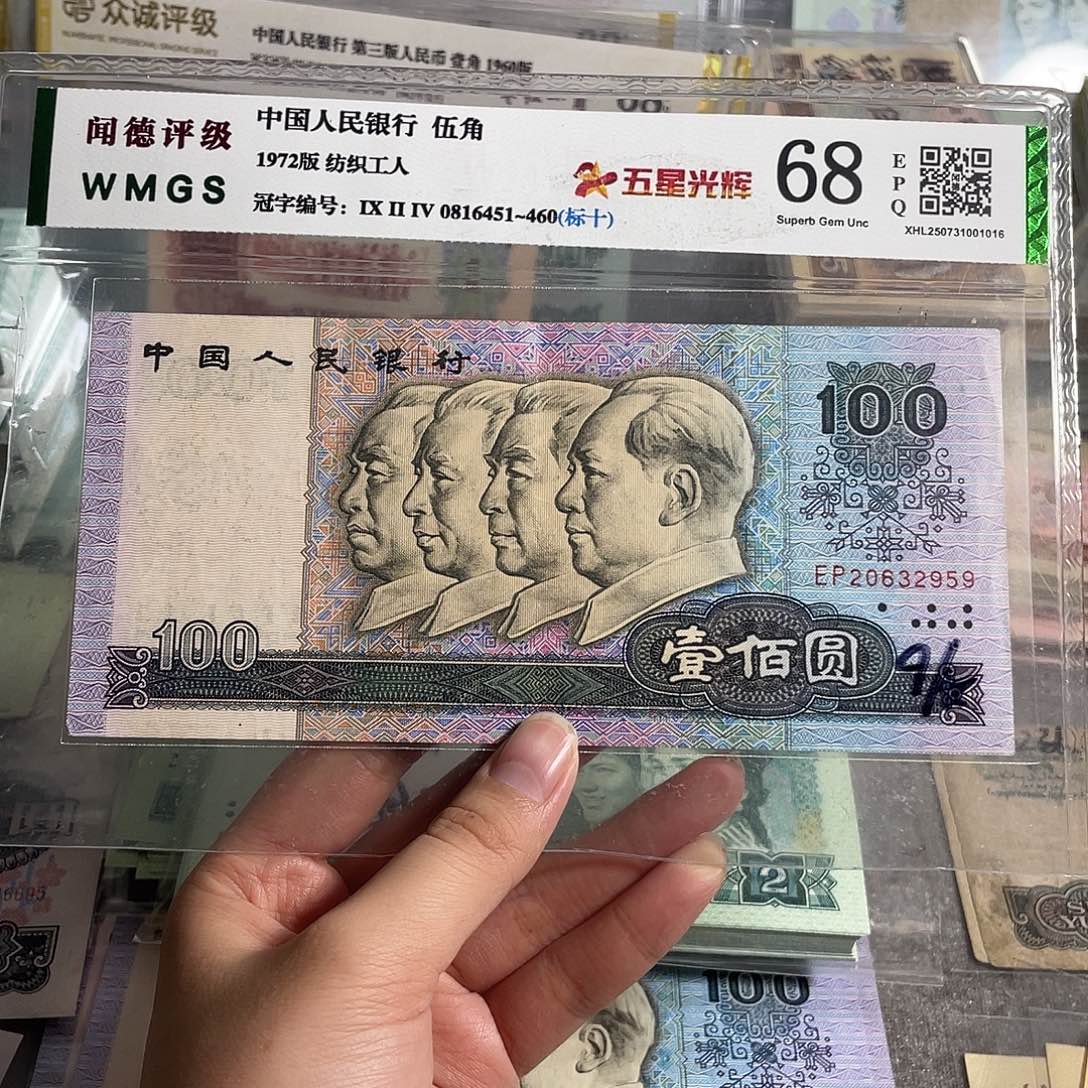 众诚评级
中国人民银行 第三版人民币 壹角 1960版
闻德评级
WMGS
中国人民银行 伍角
1972版 纺织工人
冠字编号：IX II IV 0816451~460(标十)
五星光辉
68
Superb Gem Unc
EPQ
XHL250731001016
中国人民银行
100
EP20632959
100
壹佰圆
2
100